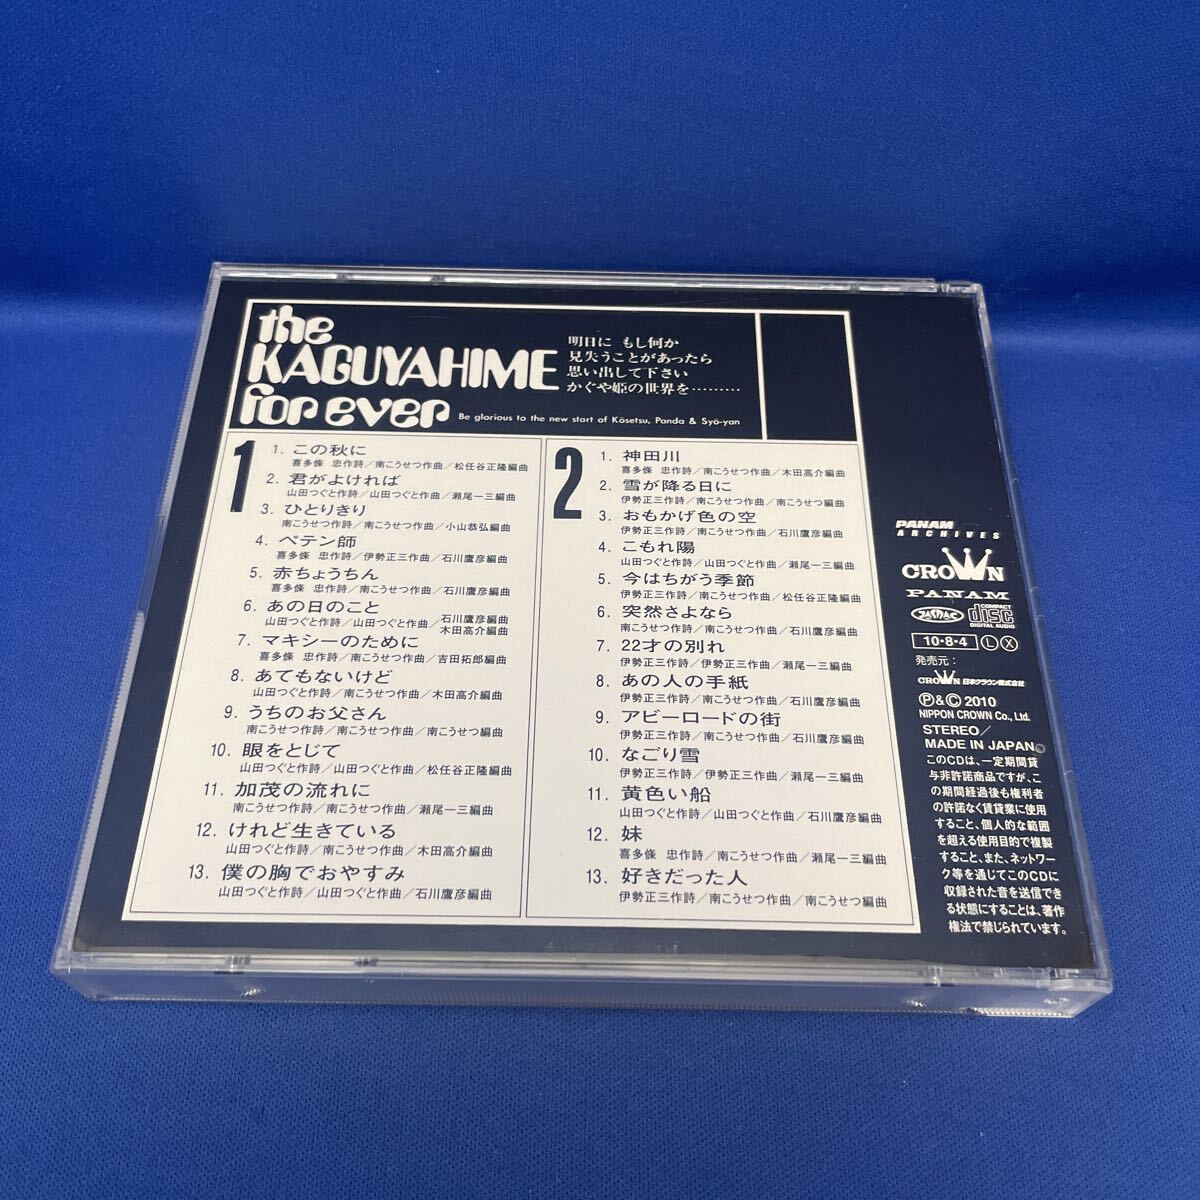 the
KAGUYAHIME
for ever
明日に もし何か
見失うことがあったら
思い出して下さい
かぐや姫の世界を………
Be glorious to the new start of Kōsetsu, Panda & Syō-yan
1
1. この秋に
喜多條 忠作詩/南こうせつ作曲/松任谷正隆編曲
2. 君がよければ
山田つぐと作詩/山田つぐと作曲/瀬尾一三編曲
3. ひとりきり
南こうせつ作詩/南こうせつ作曲/小山恭弘編曲
4. ペテン師
喜多條 忠作詩/伊勢正三作曲/石川鷹彦編曲
5. 赤ちょうちん
喜多條 忠作詩/南こうせつ作曲/石川鷹彦編曲
6. あの日のこと
山田つぐと作詩/山田つぐと作曲/石川鷹彦編曲
木田高介編曲
7. マキシーのために
喜多條 忠作詩/南こうせつ作曲/吉田拓郎編曲
8. あてもないけど
山田つぐと作詩/南こうせつ作曲/木田高介編曲
9. うちのお父さん
南こうせつ作詩/南こうせつ作曲/南こうせつ編曲
10. 眼をとじて
山田つぐと作詩/山田つぐと作曲/松任谷正隆編曲
11. 加茂の流れに
南こうせつ作詩/南こうせつ作曲/瀬尾一三編曲
12. けれど生きている
山田つぐと作詩/南こうせつ作曲/木田高介編曲
13. 僕の胸でおやすみ
山田つぐと作詩/山田つぐと作曲/石川鷹彦編曲
2
1. 神田川
喜多條 忠作詩/南こうせつ作曲/木田高介編曲
2. 雪が降る日に
伊勢正三作詩/南こうせつ作曲/南こうせつ編曲
3. おもかげ色の空
伊勢正三作詩/南こうせつ作曲/石川鷹彦編曲
4. こもれ陽
山田つぐと作詩/山田つぐと作曲/瀬尾一三編曲
5. 今はちがう季節
伊勢正三作詩/南こうせつ作曲/松任谷正隆編曲
6. 突然さよなら
南こうせつ作詩/南こうせつ作曲/石川鷹彦編曲
7. 22才の別れ
伊勢正三作詩/伊勢正三作曲/瀬尾一三編曲
8. あの人の手紙
伊勢正三作詩/南こうせつ作曲/石川鷹彦編曲
9. アビーロードの街
伊勢正三作詩/南こうせつ作曲/石川鷹彦編曲
10. なごり雪
伊勢正三作詩/伊勢正三作曲/瀬尾一三編曲
11. 黄色い船
山田つぐと作詩/山田つぐと作曲/石川鷹彦編曲
12. 妹
喜多條 忠作詩/南こうせつ作曲/瀬尾一三編曲
13. 好きだった人
伊勢正三作詩/南こうせつ作曲/南こうせつ編曲
PANAM
ARCHIVES
CROWN
PANAM
JASRAC
COMPACT
disc
DIGITAL AUDIO
10・8・4 Ⓛ Ⓧ
発売元:
CROWN 日本クラウン株式会社
Ⓟ&Ⓒ 2010
NIPPON CROWN Co., Ltd.
STEREO/
MADE IN JAPAN
このCDは、一定期間貸
与非許諾商品ですが、こ
の期間経過後も権利者
の許諾なく賃貸業に使用
すること、個人的な範囲
を超える使用目的で複製
すること、また、ネットワー
ク等を通じてこのCDに
収録された音を送信でき
る状態にすることは、著作
権法で禁じられています。